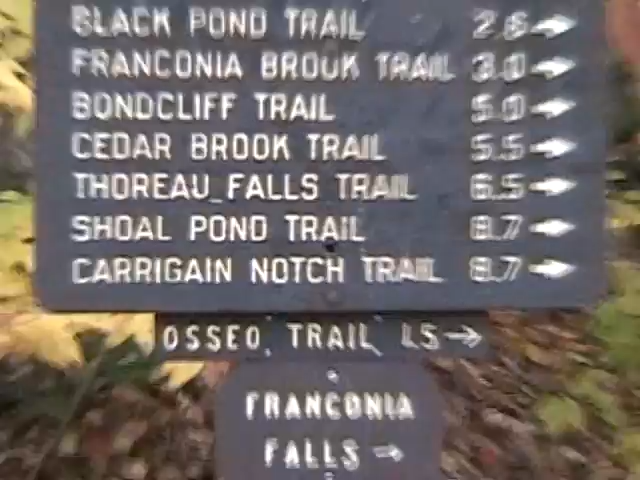 BLACK POND TRAIL 2.6 →
FRANCONIA BROOK TRAIL 3.0 →
BONDCLIFF TRAIL 5.0 →
CEDAR BROOK TRAIL 5.5 →
THOREAU FALLS TRAIL 6.5 →
SHOAL POND TRAIL 8.7 →
CARRIGAIN NOTCH TRAIL 8.7 →
OSSEO TRAIL →
FRANCONIA
FALLS →